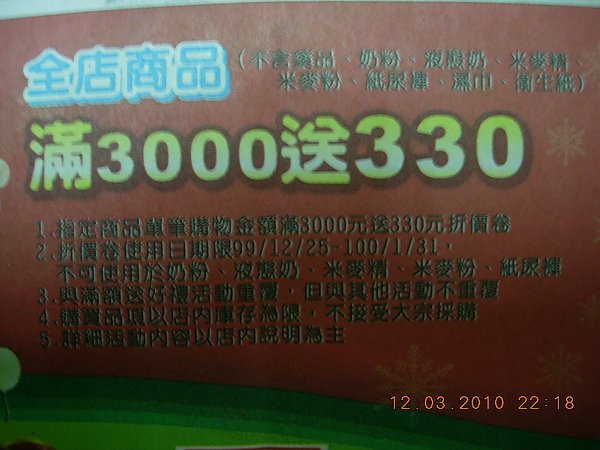 全店商品
(不含藥品、奶粉、液態奶、米麥精、
米麥粉、紙尿褲、濕巾、衛生紙)
滿3000送330
1.指定商品單筆購物金額滿3000元送330元折價卷
2.折價卷使用日期限99/12/25~100/1/31,
不可使用於奶粉、液態奶、米麥精、米麥粉、紙尿褲
3.與滿額送好禮活動重覆,但與其他活動不重覆
4.購買品項以店內庫存為限,不接受大宗採購
5.詳細活動內容以店內說明為主
12.03.2010 22:18